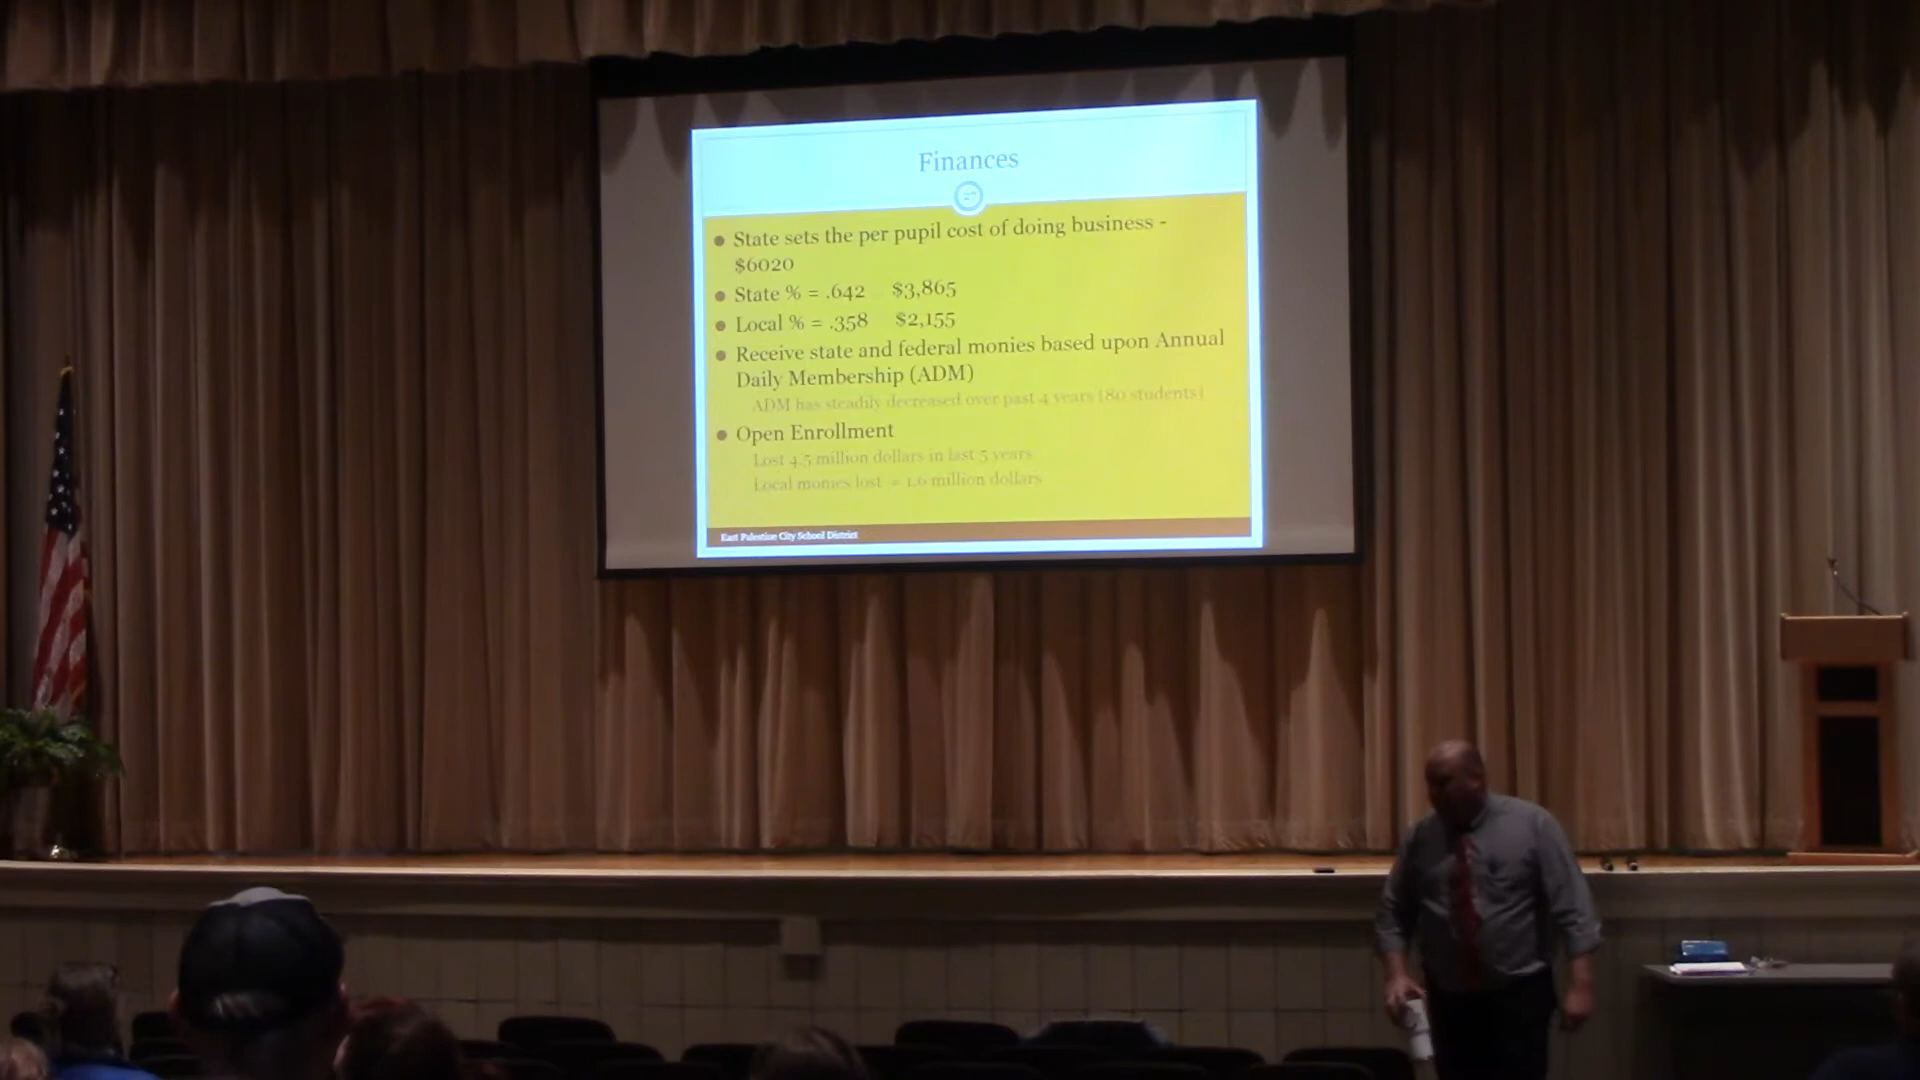 Finances
● State sets the per pupil cost of doing business -
$6020
● State % = .642 $3,865
● Local % = .358 $2,155
● Receive state and federal monies based upon Annual
Daily Membership (ADM)
ADM has steadily decreased over past 4 years (80 students)
● Open Enrollment
Lost 4.5 million dollars in last 5 years
Local monies lost = 1.6 million dollars
East Palestine City School District